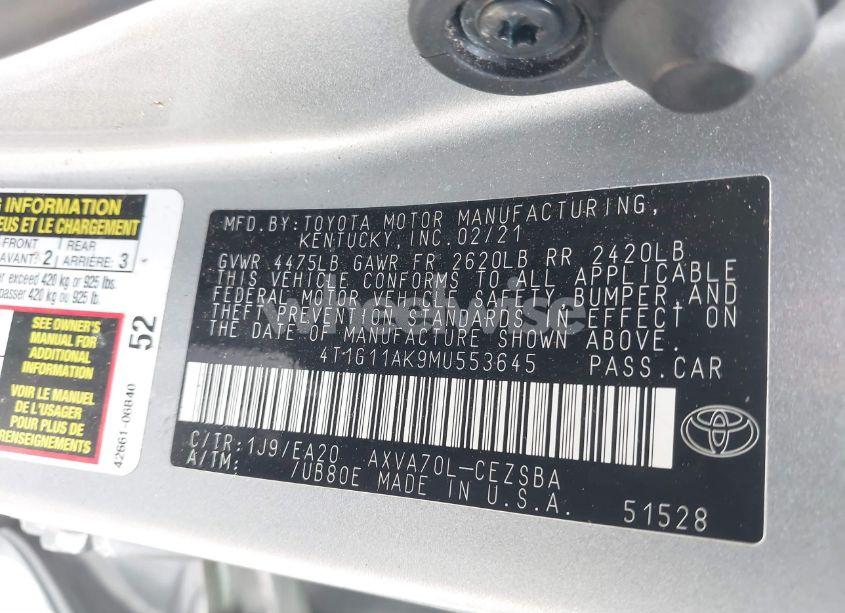 G INFORMATION
EUS ET LE CHARGEMENT
FRONT
AVANT: 2
REAR
ARRIÈRE: 3
er exceed 420 kg or 925 lbs.
passer 420 kg ou 925 lb.
SEE OWNER'S
MANUAL FOR
ADDITIONAL
INFORMATION
VOIR LE MANUEL
DE L'USAGER
POUR PLUS DE
RENSEIGNEMENTS
52
42661-06B40
MFD.BY:TOYOTA MOTOR MANUFACTURING,
KENTUCKY,INC.02/21
GVWR 4475LB GAWR FR 2620LB RR 2420LB
THIS VEHICLE CONFORMS TO ALL APPLICABLE
FEDERAL MOTOR VEHICLE SAFETY,BUMPER,AND
THEFT PREVENTION STANDARDS IN EFFECT ON
THE DATE OF MANUFACTURE SHOWN ABOVE.
4T1G11AK9MU553645 PASS.CAR
C/TR:1J9/EA20 AXVA70L-CEZSBA
A/TM: 7UB80E MADE IN U.S.A.
51528
wheelwise